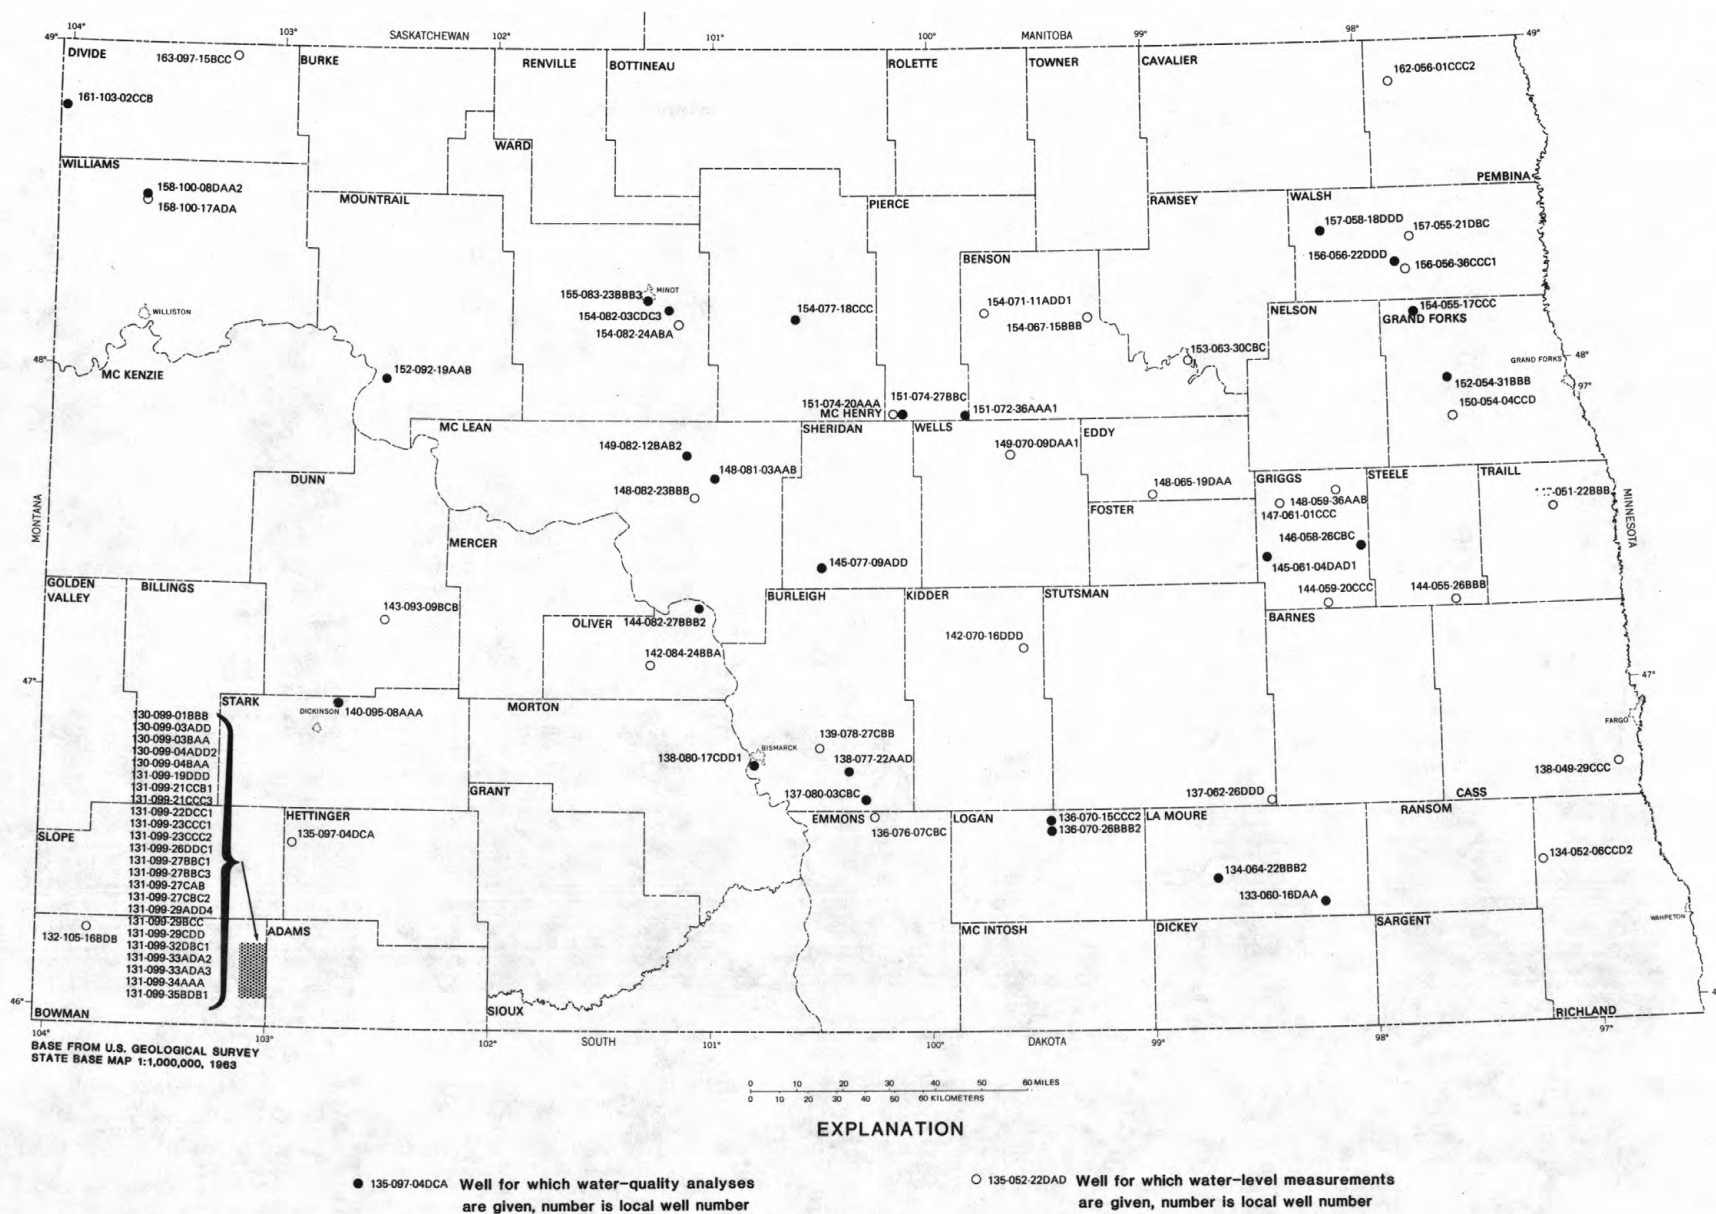 104°
103°
SASKATCHEWAN
102°
101°
100°
MANITOBA
99°
98°
49°
49°
DIVIDE
163-097-15BCC
BURKE
RENVILLE
BOTTINEAU
ROLETTE
TOWNER
CAVALIER
162-056-01CCC2
161-103-02CCB
WARD
WILLIAMS
PEMBINA
158-100-08DAA2
158-100-17ADA
MOUNTRAIL
PIERCE
RAMSEY
WALSH
157-058-18DDD
157-055-21DBC
156-056-22DDD
156-056-36CCC1
BENSON
155-083-23BBB3
MINOT
154-082-03CDC3
154-082-24ABA
154-077-18CCC
154-071-11ADD1
154-067-15BBB
NELSON
154-055-17CCC
GRAND FORKS
WILLISTON
153-063-30CBC
GRAND FORKS
48°
48°
97°
MC KENZIE
152-092-19AAB
152-054-31BBB
150-054-04CCD
151-074-20AAA
151-074-27BBC
MC HENRY
151-072-36AAA1
MC LEAN
SHERIDAN
WELLS
EDDY
149-082-12BAB2
149-070-09DAA1
148-081-03AAB
148-082-23BBB
DUNN
148-065-19DAA
GRIGGS
STEELE
TRAILL
148-059-36AAB
147-061-01CCC
051-22BBB
FOSTER
MONTANA
MINNESOTA
MERCER
146-058-26CBC
145-061-04DAD1
145-077-09ADD
GOLDEN
VALLEY
BILLINGS
BURLEIGH
KIDDER
STUTSMAN
144-059-20CCC
144-055-26BBB
BARNES
143-093-09BCB
OLIVER
144-082-27BBB2
142-084-24BBA
142-070-16DDD
47°
47°
STARK
DICKINSON
140-095-08AAA
MORTON
FARGO
130-099-01BBB
130-099-03ADD
130-099-03BAA
130-099-04ADD2
130-099-04BAA
131-099-19DDD
131-099-21CCB1
131-099-21CCC3
131-099-22DCC1
131-099-23CCC1
131-099-23CCC2
131-099-26DDC1
131-099-27BBC1
131-099-27BBC3
131-099-27CAB
131-099-27CBC2
131-099-29ADD4
131-099-29BCC
131-099-29CDD
131-099-32DBC1
131-099-33ADA2
131-099-33ADA3
131-099-34AAA
131-099-35BDB1
139-078-27CBB
BISMARCK
138-080-17CDD1
138-077-22AAD
138-049-29CCC
137-080-03CBC
137-062-26DDD
CASS
GRANT
RANSOM
HETTINGER
EMMONS
LOGAN
LA MOURE
136-076-07CBC
136-070-15CCC2
136-070-26BBB2
SLOPE
135-097-04DCA
134-052-06CCD2
134-064-22BBB2
133-060-16DAA
WAHPETON
132-105-16BDB
ADAMS
MC INTOSH
DICKEY
SARGENT
46°
BOWMAN
SIOUX
RICHLAND
104°
103°
102°
SOUTH
101°
100°
DAKOTA
99°
98°
97°
BASE FROM U.S. GEOLOGICAL SURVEY
STATE BASE MAP 1:1,000,000, 1963
0 10 20 30 40 50 60 MILES
0 10 20 30 40 50 60 KILOMETERS
EXPLANATION
135-097-04DCA Well for which water-quality analyses
are given, number is local well number
135-052-22DAD Well for which water-level measurements
are given, number is local well number